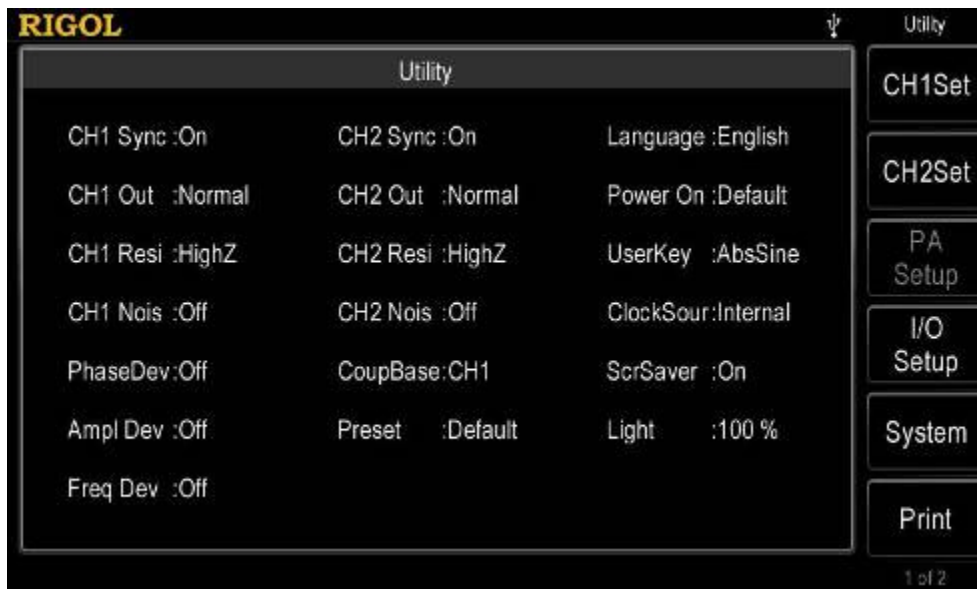 RIGOL
Utility
Utility
CH1 Sync :On CH2 Sync :On Language :English
CH1 Out :Normal CH2 Out :Normal Power On :Default
CH1 Resi :HighZ CH2 Resi :HighZ UserKey :AbsSine
CH1 Nois :Off CH2 Nois :Off ClockSour:Internal
PhaseDev:Off CoupBase:CH1 ScrSaver :On
Ampl Dev :Off Preset :Default Light :100 %
Freq Dev :Off
CH1Set
CH2Set
PA
Setup
I/O
Setup
System
Print
1 of 2